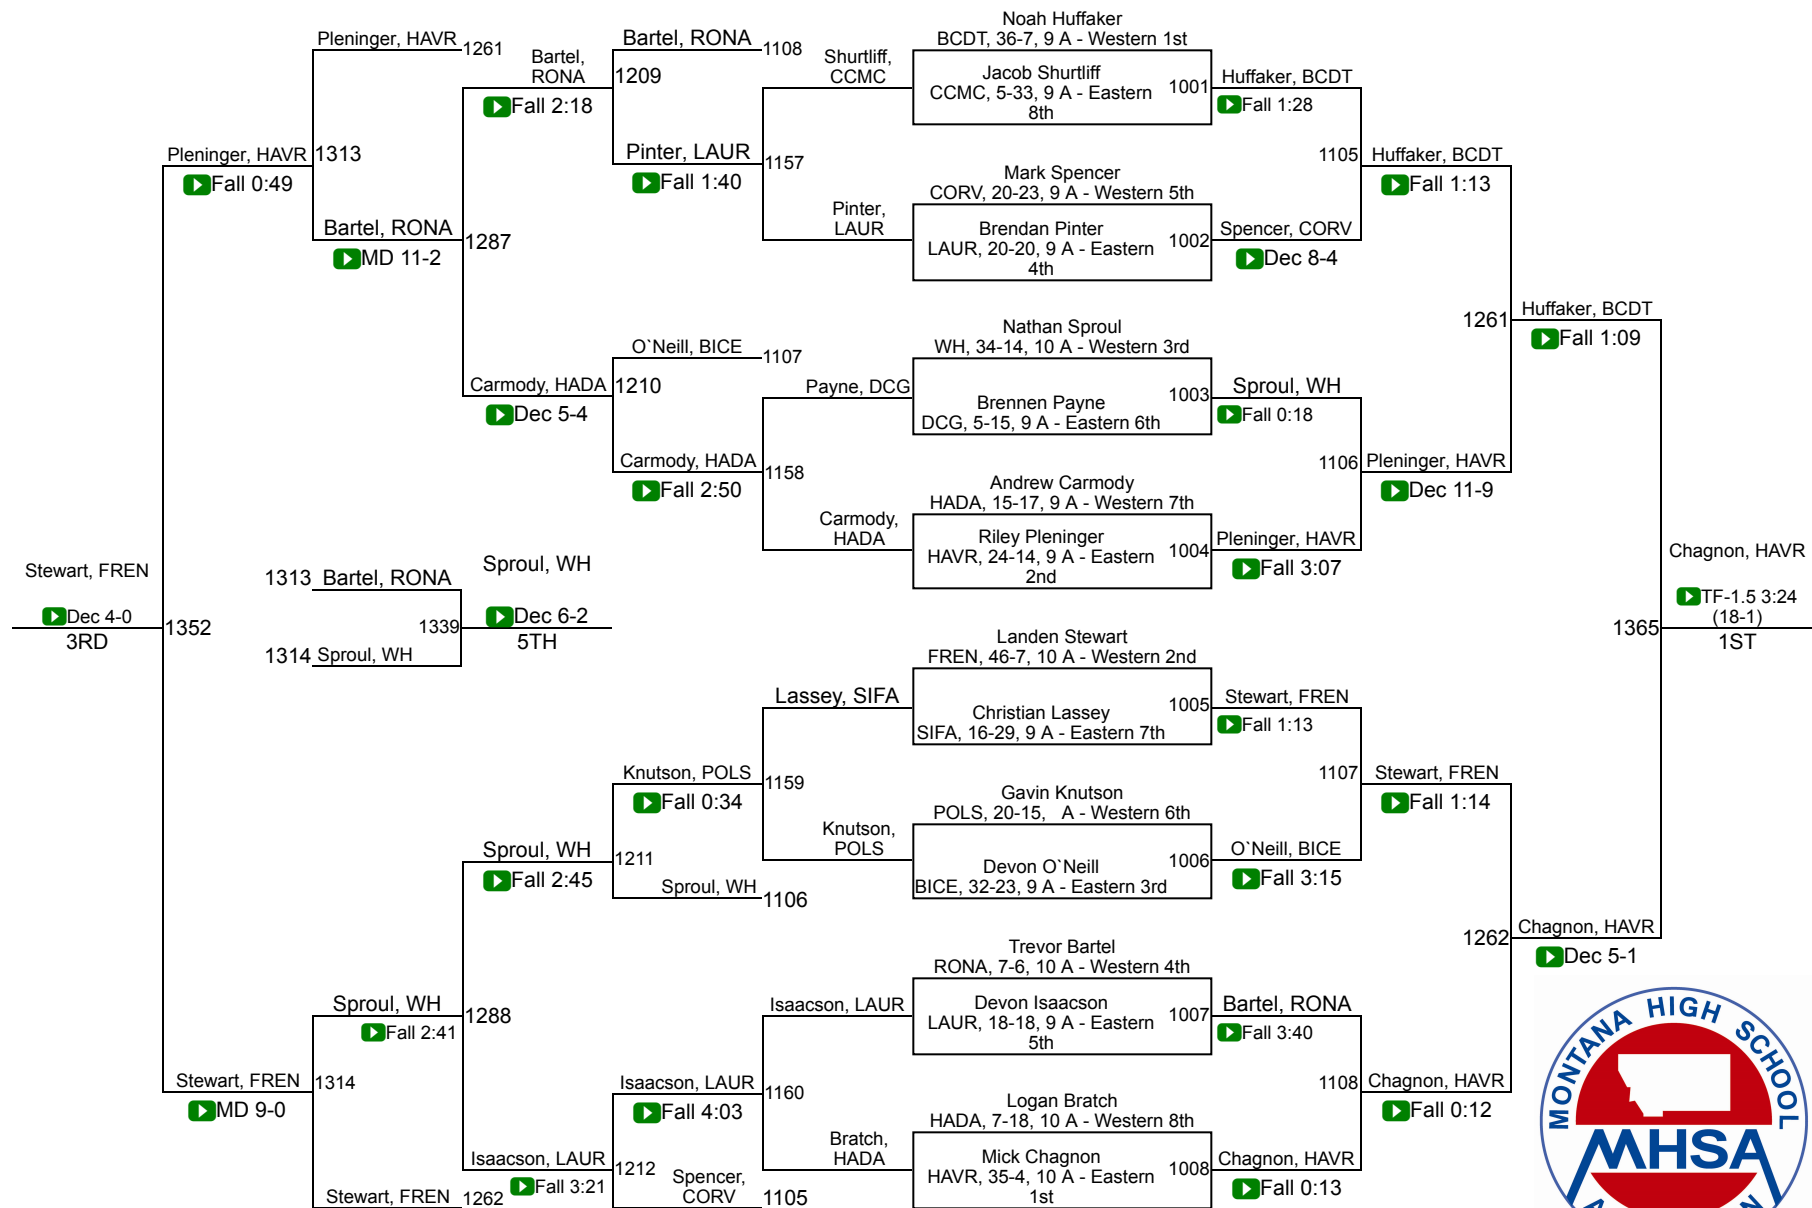 Noah Huffaker
BCDT, 36-7, 9 A - Western 1st
Jacob Shurtliff
CCMC, 5-33, 9 A - Eastern
8th
1001
Mark Spencer
CORV, 20-23, 9 A - Western 5th
Brendan Pinter
LAUR, 20-20, 9 A - Eastern
4th
1002
Nathan Sproul
WH, 34-14, 10 A - Western 3rd
Brennen Payne
DCG, 5-15, 9 A - Eastern 6th
1003
Andrew Carmody
HADA, 15-17, 9 A - Western 7th
Riley Pleninger
HAVR, 24-14, 9 A - Eastern
2nd
1004
Landen Stewart
FREN, 46-7, 10 A - Western 2nd
Christian Lassey
SIFA, 16-29, 9 A - Eastern 7th
1005
Gavin Knutson
POLS, 20-15, A - Western 6th
Devon O`Neill
BICE, 32-23, 9 A - Eastern 3rd
1006
Trevor Bartel
RONA, 7-6, 10 A - Western 4th
Devon Isaacson
LAUR, 18-18, 9 A - Eastern
5th
1007
Logan Bratch
HADA, 7-18, 10 A - Western 8th
Mick Chagnon
HAVR, 35-4, 10 A - Eastern
1st
1008
Huffaker, BCDT
Fall 1:28
1105
Spencer, CORV
Dec 8-4
Sproul, WH
Fall 0:18
1106
Pleninger, HAVR
Fall 3:07
Stewart, FREN
Fall 1:13
1107
O`Neill, BICE
Fall 3:15
Bartel, RONA
Fall 3:40
1108
Chagnon, HAVR
Fall 0:13
Huffaker, BCDT
Fall 1:13
1261
Pleninger, HAVR
Dec 11-9
Stewart, FREN
Fall 1:14
1262
Chagnon, HAVR
Fall 0:12
Huffaker, BCDT
Fall 1:09
1365
Chagnon, HAVR
Dec 5-1
Chagnon, HAVR
TF-1.5 3:24
(18-1)
1ST
Shurtliff,
CCMC
1157
Pinter,
LAUR
Payne, DCG
1158
Carmody,
HADA
Lassey, SIFA
1159
Knutson,
POLS
Isaacson, LAUR
1160
Bratch,
HADA
Bartel, RONA
1108
1209
Pinter, LAUR
Fall 1:40
O`Neill, BICE
1107
1210
Carmody, HADA
Fall 2:50
Knutson, POLS
Fall 0:34
1211
Sproul, WH
1106
Isaacson, LAUR
Fall 4:03
1212
Spencer,
CORV
1105
Bartel,
RONA
Fall 2:18
1287
Carmody, HADA
Dec 5-4
Sproul, WH
Fall 2:45
1288
Isaacson, LAUR
Fall 3:21
Pleninger, HAVR
1261
1313
Bartel, RONA
MD 11-2
Sproul, WH
Fall 2:41
1314
Stewart, FREN
1262
Pleninger, HAVR
Fall 0:49
1352
Stewart, FREN
MD 9-0
Stewart, FREN
Dec 4-0
3RD
1313
Bartel, RONA
1339
1314
Sproul, WH
Sproul, WH
Dec 6-2
5TH
MONTANA HIGH SCHOOL
MHSA